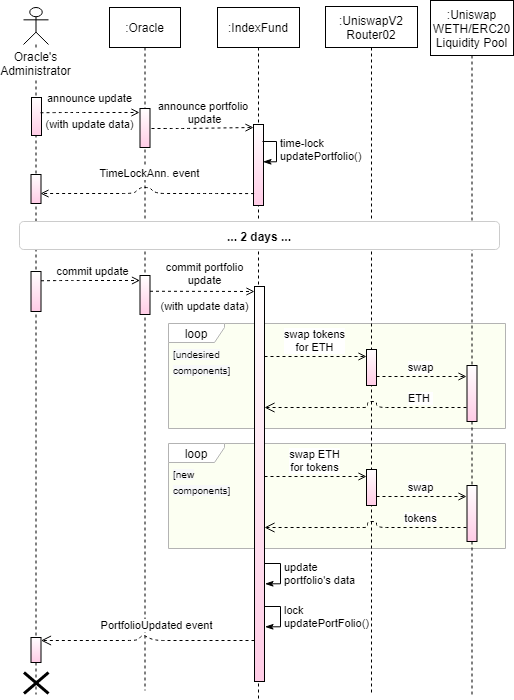 Oracle's
Administrator
:Oracle
:IndexFund
:UniswapV2
Router02
:Uniswap
WETH/ERC20
Liquidity Pool
announce update
(with update data)
announce portfolio
update
time-lock
updatePortfolio()
TimeLockAnn. event
... 2 days ...
commit update
commit portfolio
update
(with update data)
loop
[undesired
components]
swap tokens
for ETH
swap
ETH
loop
[new
components]
swap ETH
for tokens
swap
tokens
update
portfolio's data
lock
updatePortFolio()
PortfolioUpdated event